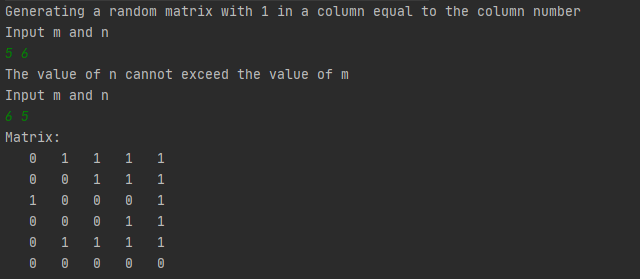 Generating a random matrix with 1 in a column equal to the column number
Input m and n
5 6
The value of n cannot exceed the value of m
Input m and n
6 5
Matrix:
0 1 1 1 1
0 0 1 1 1
1 0 0 0 1
0 0 0 1 1
0 1 1 1 1
0 0 0 0 0